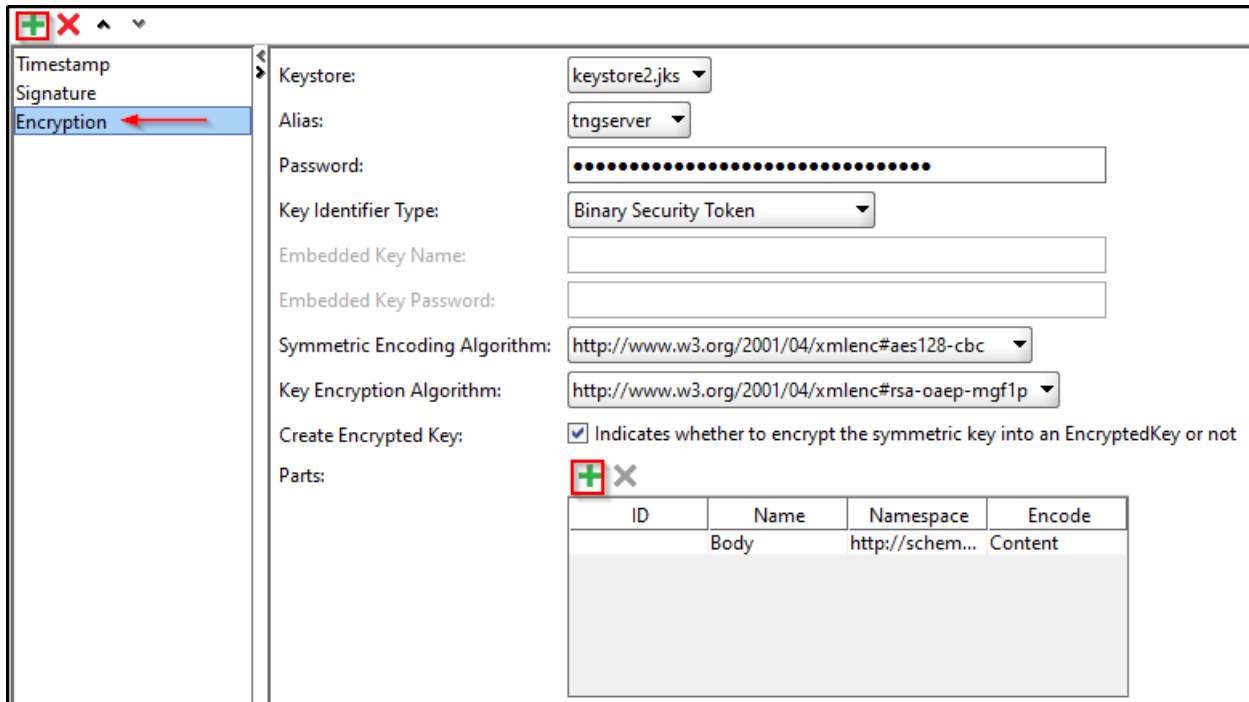 Timestamp
Signature
Encryption
Keystore: keystore2.jks
Alias: tngserver
Password: ••••••••••••••••••••••••••••••••
Key Identifier Type: Binary Security Token
Embedded Key Name:
Embedded Key Password:
Symmetric Encoding Algorithm: http://www.w3.org/2001/04/xmlenc#aes128-cbc
Key Encryption Algorithm: http://www.w3.org/2001/04/xmlenc#rsa-oaep-mgf1p
Create Encrypted Key: Indicates whether to encrypt the symmetric key into an EncryptedKey or not
Parts:
ID Name Namespace Encode
Body http://schem... Content